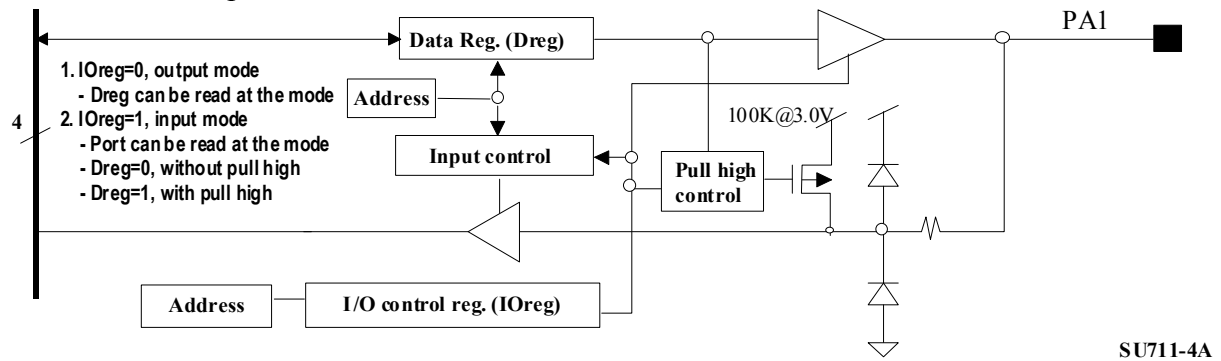 PA1
Data Reg. (Dreg)
1. IOreg=0, output mode
- Dreg can be read at the mode
2. IOreg=1, input mode
- Port can be read at the mode
- Dreg=0, without pull high
- Dreg=1, with pull high
4
Address
100K@3.0V
Input control
Pull high
control
Address
I/O control reg. (IOreg)
SU711-4A